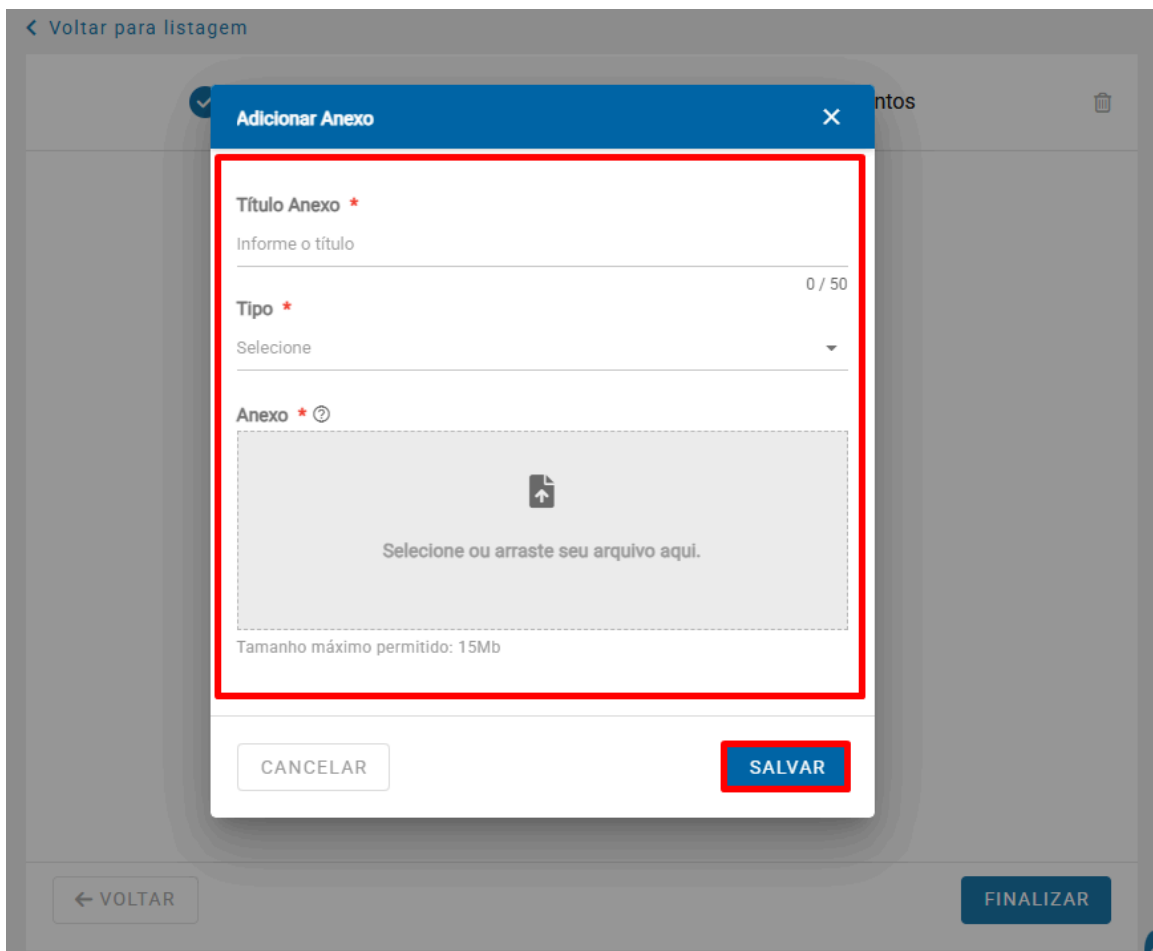 Voltar para listagem
ntos
Adicionar Anexo
Título Anexo *
Informe o título
0 / 50
Tipo *
Selecione
Anexo *
Selecione ou arraste seu arquivo aqui.
Tamanho máximo permitido: 15Mb
CANCELAR
SALVAR
VOLTAR
FINALIZAR